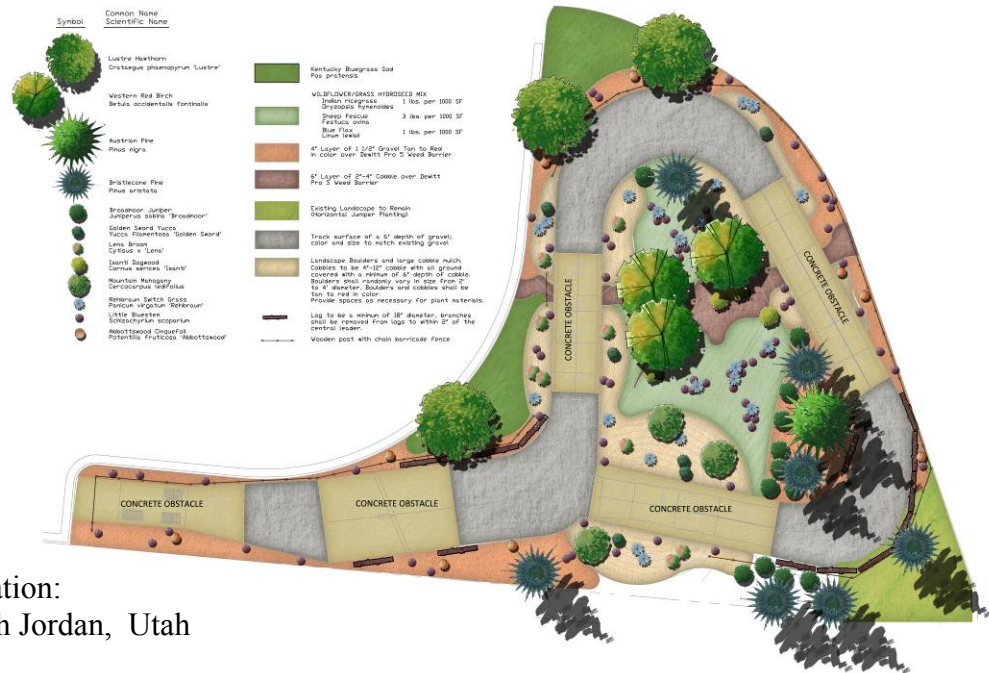 Symbol
Common Name
Scientific Name
Lustre Hawthorn
Crataegus phaenopyrum 'Lustre'
Western Red Birch
Betula occidentalis fontinalis
Austrian Pine
Pinus nigra
Bristlecone Pine
Pinus aristata
Broadmoor Juniper
Juniperus sabina 'Broadmoor'
Golden Sword Yucca
Yucca filamentosa 'Golden Sword'
Lena Broom
Cytisus x 'Lena'
Isanti Dogwood
Cornus sericea 'Isanti'
Mountain Mahogany
Cercocarpus ledifolius
Rehbraun Switch Grass
Panicum virgatum 'Rehbraun'
Little Bluestem
Schizachyrium scoparium
Abbottswood Cinquefoil
Potentilla fruticosa 'Abbottswood'
Kentucky Bluegrass Sod
Poa pratensis
WILDFLOWER/GRASS HYDROSEED MIX
Indian ricegrass 1 lbs. per 1000 SF
Oryzopsis hymenoides
Sheep fescue 3 lbs. per 1000 SF
Festuca ovina
Blue flax 1 lbs. per 1000 SF
Linum lewisii
4" Layer of 1 1/2" Gravel Tan to Red
in color over Dewitt Pro 5 Weed Barrier
6" Layer of 2"-4" Cobble over Dewitt
Pro 5 Weed Barrier
Existing Landscape to Remain
(Horizontal Juniper Planting)
Track surface of a 6" depth of gravel;
color and size to match existing gravel
Landscape Boulders and large cobble mulch.
Cobbles to be 4"-12" cobble with all ground
covered with a minimum of 6" depth of cobble.
Boulders shall randomly vary in size from 2'
to 4' diameter. Boulders and cobbles shall be
tan to red in color.
Provide spaces as necessary for plant materials.
Log to be a minimum of 18" diameter, branches
shall be removed from logs to within 2" of the
central leader.
Wooden post with chain barricade fence
CONCRETE OBSTACLE
CONCRETE OBSTACLE
CONCRETE OBSTACLE
CONCRETE OBSTACLE
CONCRETE OBSTACLE
ation:
h Jordan, Utah